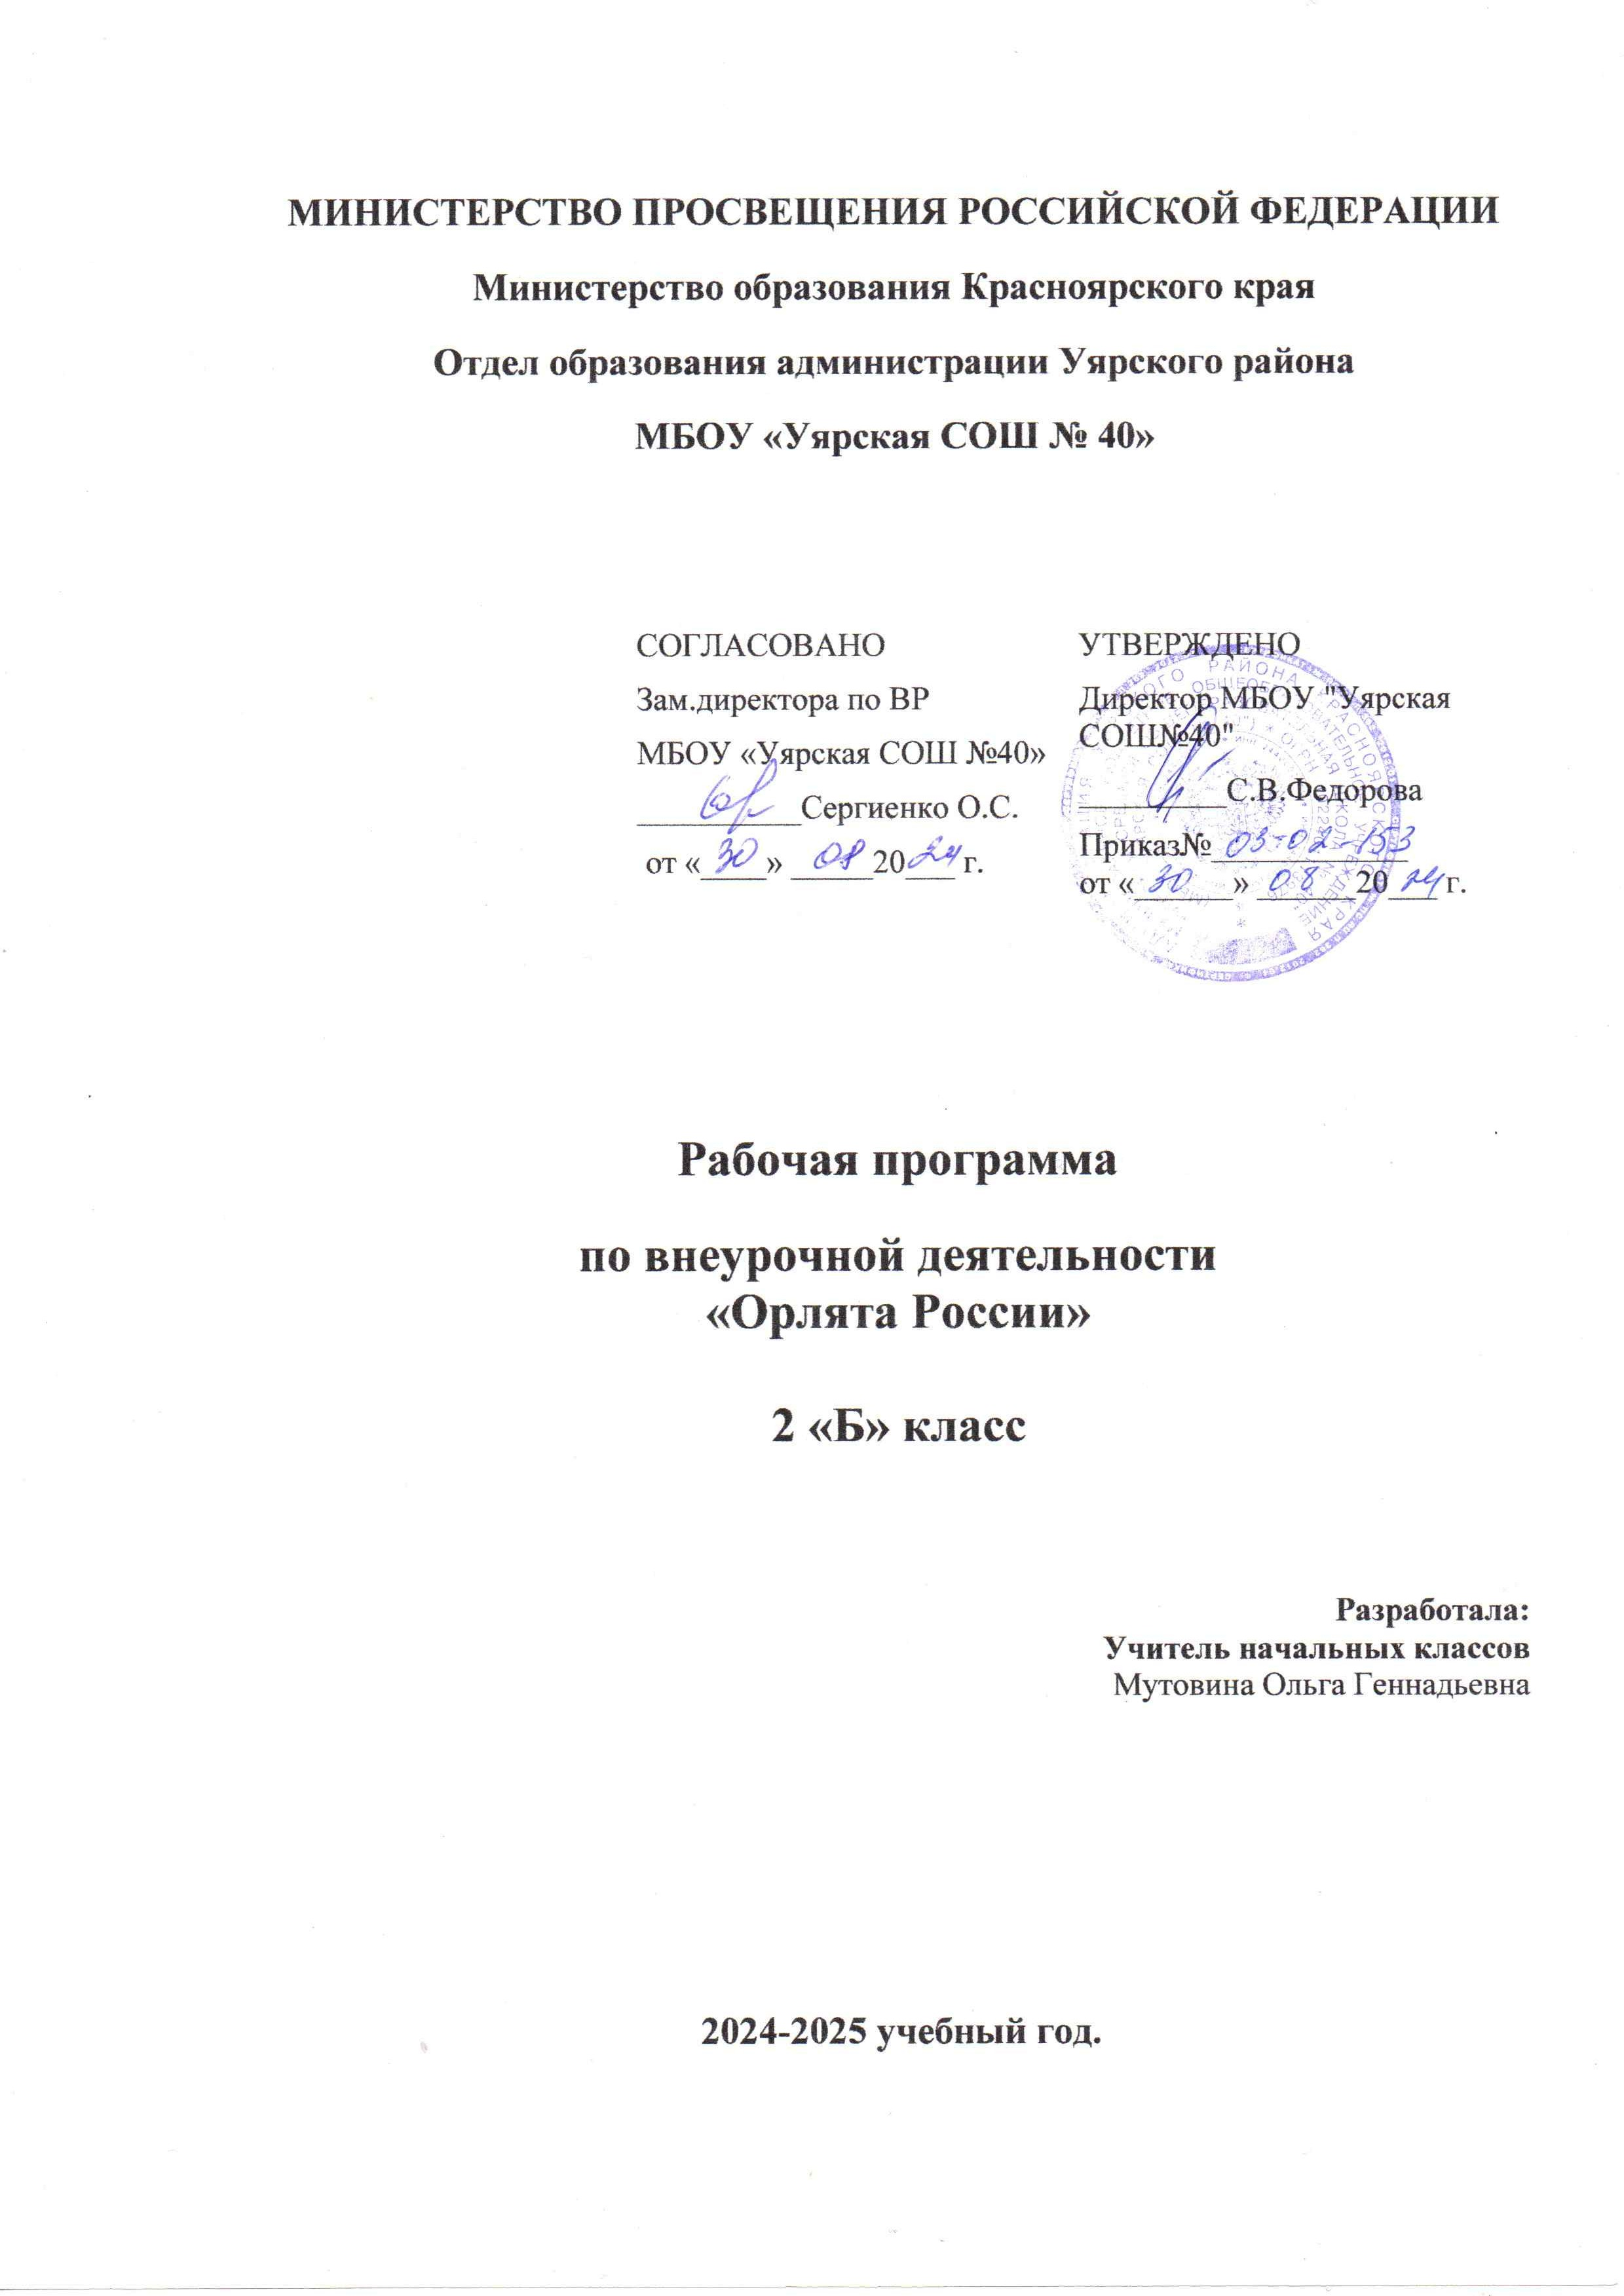 МИНИСТЕРСТВО ПРОСВЕЩЕНИЯ РОССИЙСКОЙ ФЕДЕРАЦИИ
Министерство образования Красноярского края
Отдел образования администрации Уярского района
МБОУ «Уярская СОШ № 40»
СОГЛАСОВАНО
Зам.директора по ВР
МБОУ «Уярская СОШ №40»
__________Сергиенко О.С.
от «30» 08 2024 г.
УТВЕРЖДЕНО
Директор МБОУ "Уярская
СОШ№40"
_________С.В.Федорова
Приказ№ 03-02-153
от «30» 08 2024 г.
Рабочая программа
по внеурочной деятельности
«Орлята России»
2 «Б» класс
Разработала:
Учитель начальных классов
Мутовина Ольга Геннадьевна
2024-2025 учебный год.